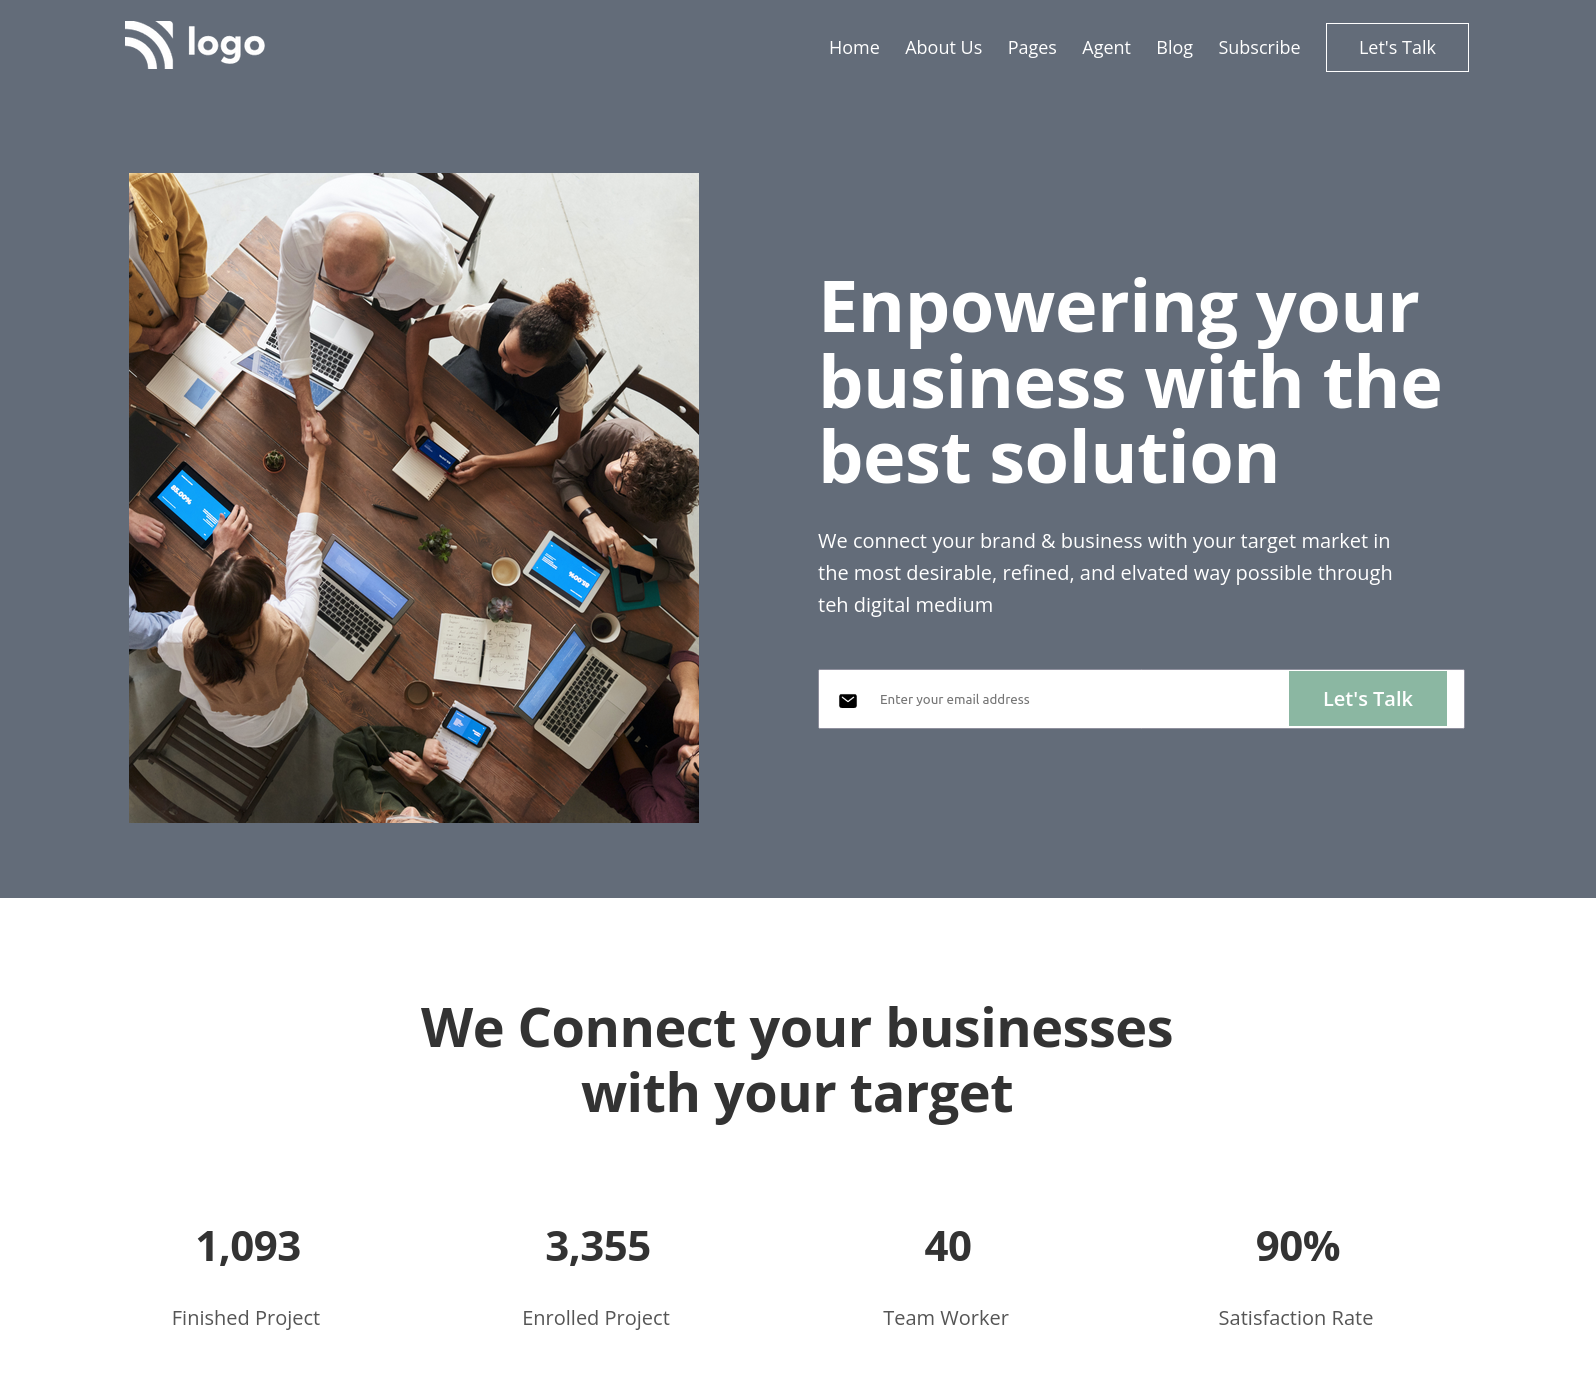 logo
Home About Us Pages Agent Blog Subscribe Let's Talk
Enpowering your
business with the
best solution
We connect your brand & business with your target market in
the most desirable, refined, and elvated way possible through
teh digital medium
Enter your email address Let's Talk
We Connect your businesses
with your target
1,093 3,355 40 90%
Finished Project Enrolled Project Team Worker Satisfaction Rate